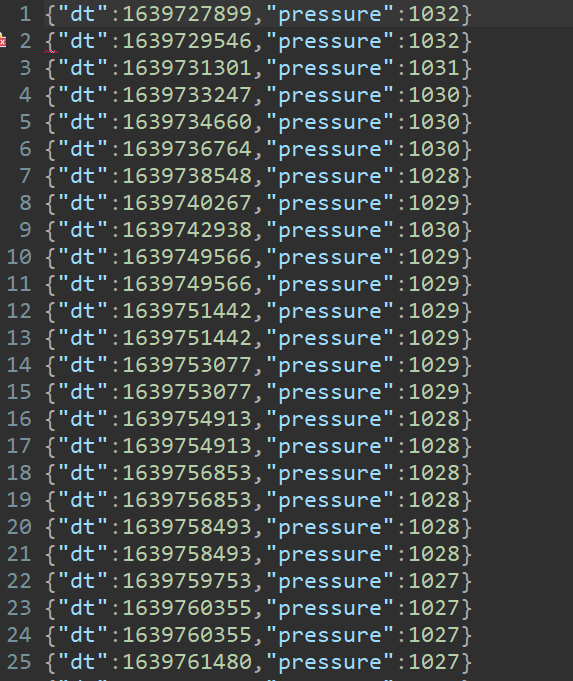 1 {"dt":1639727899,"pressure":1032}
2 {"dt":1639729546,"pressure":1032}
3 {"dt":1639731301,"pressure":1031}
4 {"dt":1639733247,"pressure":1030}
5 {"dt":1639734660,"pressure":1030}
6 {"dt":1639736764,"pressure":1030}
7 {"dt":1639738548,"pressure":1028}
8 {"dt":1639740267,"pressure":1029}
9 {"dt":1639742938,"pressure":1030}
10 {"dt":1639749566,"pressure":1029}
11 {"dt":1639749566,"pressure":1029}
12 {"dt":1639751442,"pressure":1029}
13 {"dt":1639751442,"pressure":1029}
14 {"dt":1639753077,"pressure":1029}
15 {"dt":1639753077,"pressure":1029}
16 {"dt":1639754913,"pressure":1028}
17 {"dt":1639754913,"pressure":1028}
18 {"dt":1639756853,"pressure":1028}
19 {"dt":1639756853,"pressure":1028}
20 {"dt":1639758493,"pressure":1028}
21 {"dt":1639758493,"pressure":1028}
22 {"dt":1639759753,"pressure":1027}
23 {"dt":1639760355,"pressure":1027}
24 {"dt":1639760355,"pressure":1027}
25 {"dt":1639761480,"pressure":1027}